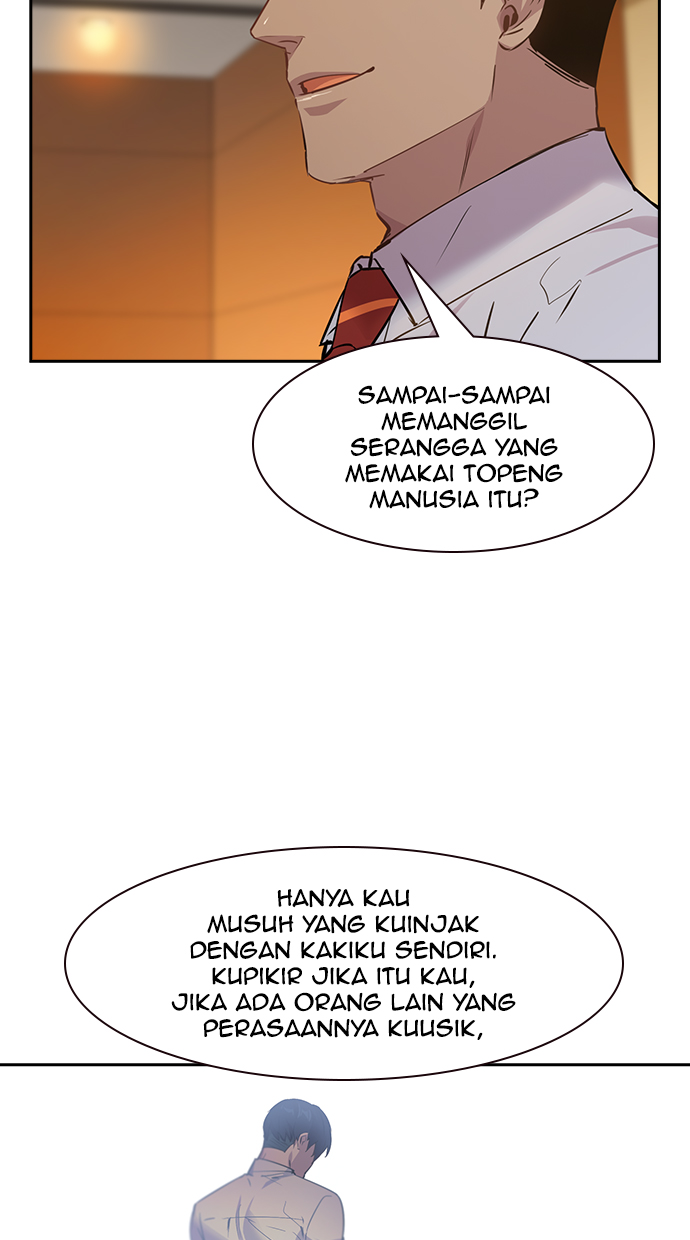 SAMPAI-SAMPAI
MEMANGGIL
SERANGGA YANG
MEMAKAI TOPENG
MANUSIA ITU?
HANYA KAU
MUSUH YANG KUINJAK
DENGAN KAKIKU SENDIRI.
KUPIKIR JIKA ITU KAU,
JIKA ADA ORANG LAIN YANG
PERASAANNYA KUUSIK,